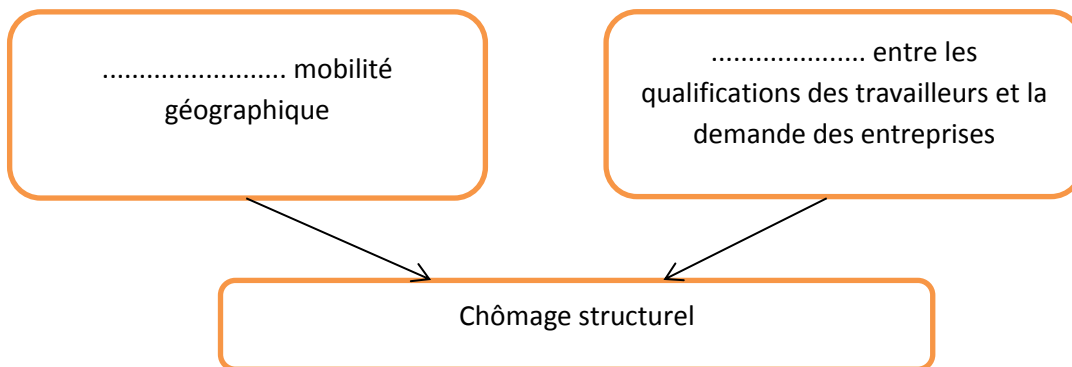 ......................... mobilité
géographique
..................... entre les
qualifications des travailleurs et la
demande des entreprises
Chômage structurel